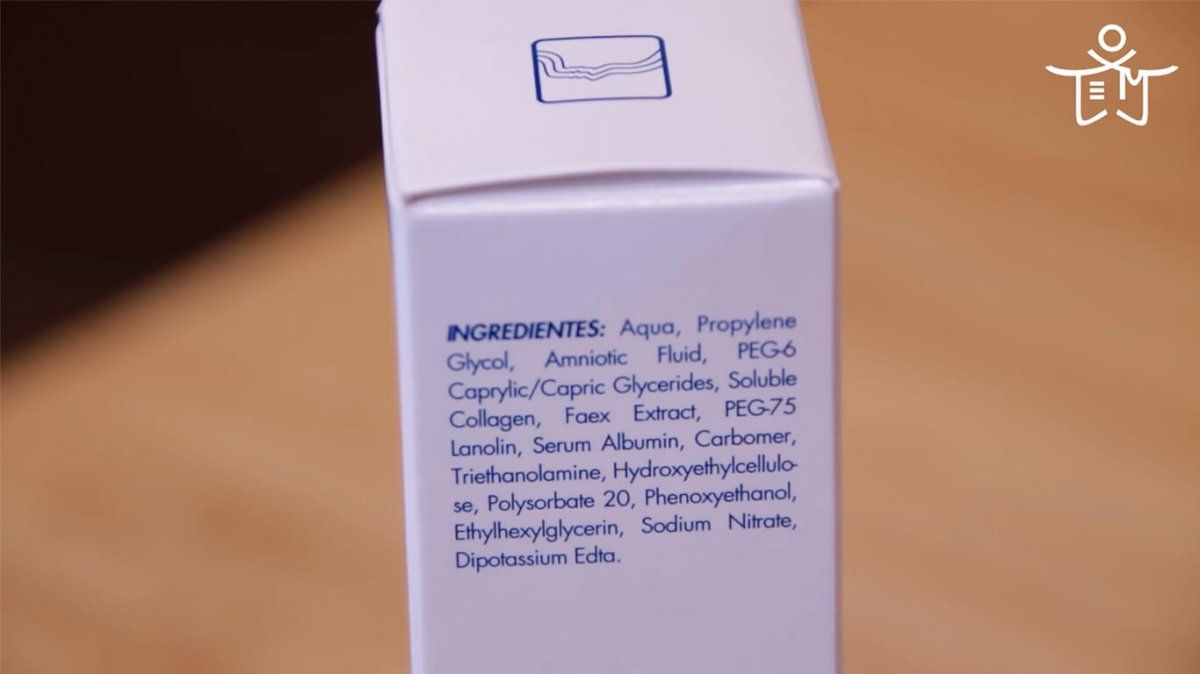 INGREDIENTES: Aqua, Propylene
Glycol, Amniotic Fluid, PEG-6
Caprylic/Capric Glycerides, Soluble
Collagen, Faex Extract, PEG-75
Lanolin, Serum Albumin, Carbomer,
Triethanolamine, Hydroxyethylcellulo-
se, Polysorbate 20, Phenoxyethanol,
Ethylhexylglycerin, Sodium Nitrate,
Dipotassium Edta.